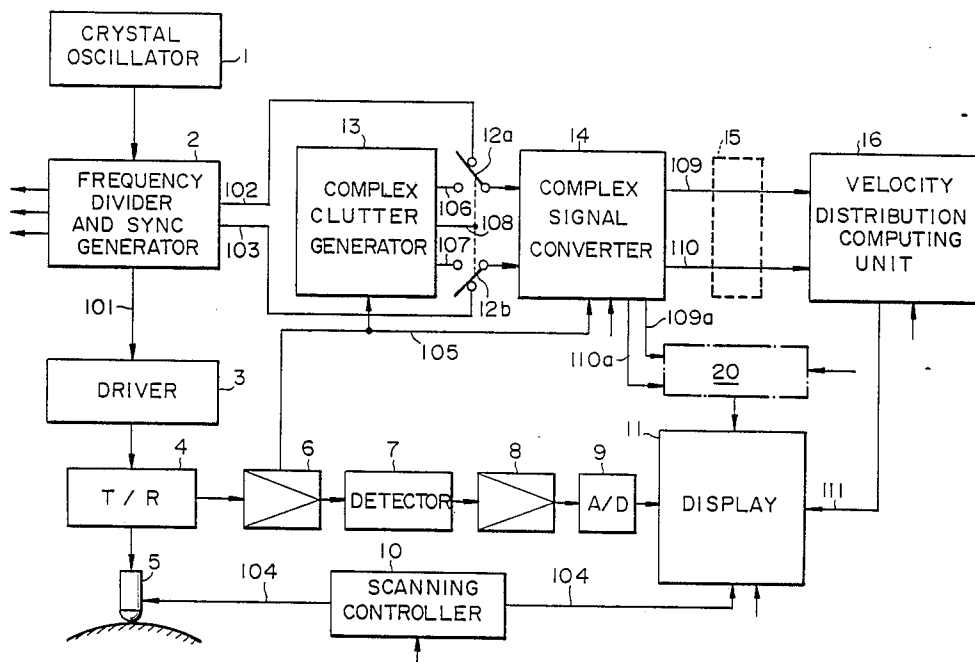 CRYSTAL
OSCILLATOR
1
2
FREQUENCY
DIVIDER
AND SYNC
GENERATOR
102
103
101
13
COMPLEX
CLUTTER
GENERATOR
106
108
107
12a
12b
14
COMPLEX
SIGNAL
CONVERTER
109
110
15
16
VELOCITY
DISTRIBUTION
COMPUTING
UNIT
105
110a
109a
20
DRIVER
3
T/R
4
6
7
DETECTOR
8
9
A/D
11
DISPLAY
111
5
104
10
SCANNING
CONTROLLER
104